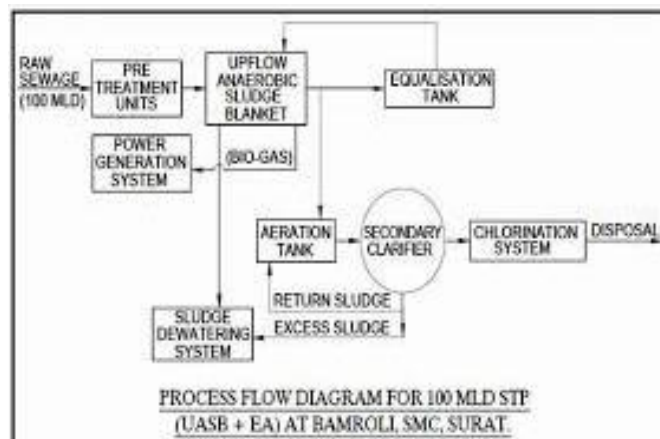 RAW
SEWAGE
(100 MLD)
PRE
TREATMENT
UNITS
UPFLOW
ANAEROBIC
SLUDGE
BLANKET
EQUALISATION
TANK
POWER
GENERATION
SYSTEM
(BIO-GAS)
AERATION
TANK
SECONDARY
CLARIFIER
CHLORINATION
SYSTEM
DISPOSAL
RETURN SLUDGE
EXCESS SLUDGE
SLUDGE
DEWATERING
SYSTEM
PROCESS FLOW DIAGRAM FOR 100 MLD STP
(UASB + EA) AT BAMROLI, SMC, SURAT.